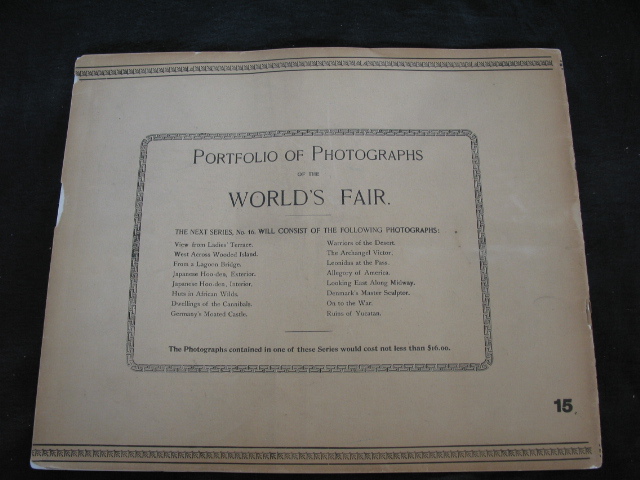 PORTFOLIO OF PHOTOGRAPHS
OF THE
WORLD'S FAIR.
THE NEXT SERIES, No. 16, WILL CONSIST OF THE FOLLOWING PHOTOGRAPHS:
View from Ladies' Terrace.
West Across Wooded Island.
From a Lagoon Bridge.
Japanese Hou-den, Exterior.
Japanese Hou-den, Interior.
Huts in African Wilds.
Dwellings of the Cannibals.
Germany's Moated Castle.
Warriors of the Desert.
The Archangel Victor.
Leonidas at the Pass.
Allegory of America.
Looking East Along Midway.
Denmark's Master Sculptor.
On to the War.
Ruins of Yucatan.
The Photographs contained in one of these Series would cost not less than $16.00.
15